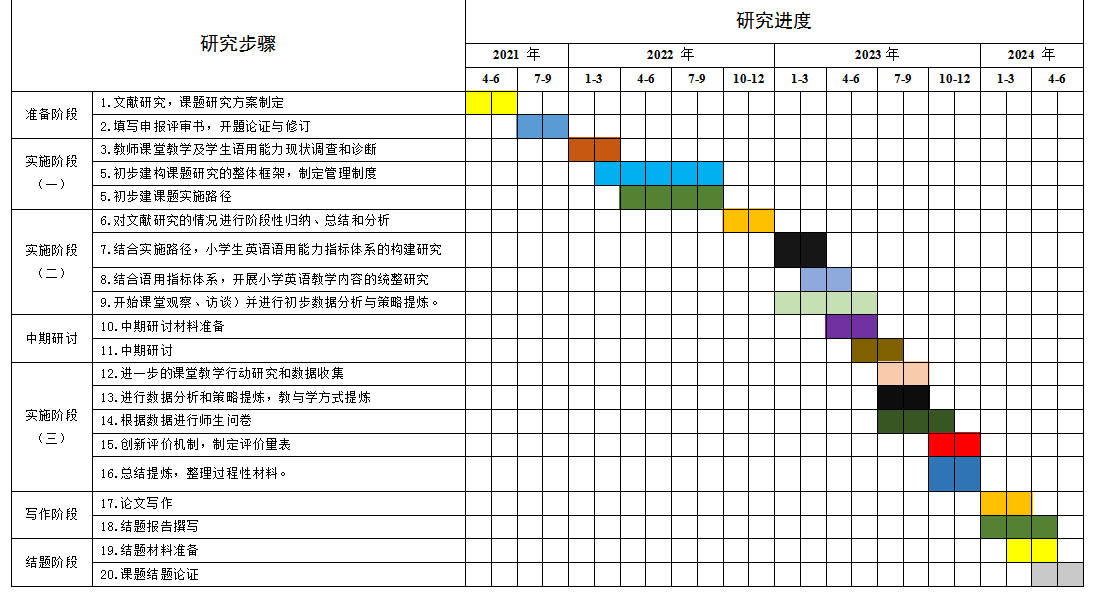 研究步骤
研究进度
2021 年 2022 年 2023 年 2024 年
4-6 7-9 1-3 4-6 7-9 10-12 1-3 4-6 7-9 10-12 1-3 4-6
准备阶段
1.文献研究，课题研究方案制定
2.填写申报评审书，开题论证与修订
实施阶段
（一）
3.教师课堂教学及学生语用能力现状调查和诊断
5.初步建构课题研究的整体框架，制定管理制度
5.初步建课题实施路径
实施阶段
（二）
6.对文献研究的情况进行阶段性归纳、总结和分析
7.结合实施路径，小学生英语语用能力指标体系的构建研究
8.结合语用指标体系，开展小学英语教学内容的统整研究
9.开始课堂观察、访谈）并进行初步数据分析与策略提炼。
中期研讨
10.中期研讨材料准备
11.中期研讨
实施阶段
（三）
12.进一步的课堂教学行动研究和数据收集
13.进行数据分析和策略提炼，教与学方式提炼
14.根据数据进行师生问卷
15.创新评价机制，制定评价量表
16.总结提炼，整理过程性材料。
写作阶段
17.论文写作
18.结题报告撰写
结题阶段
19.结题材料准备
20.课题结题论证